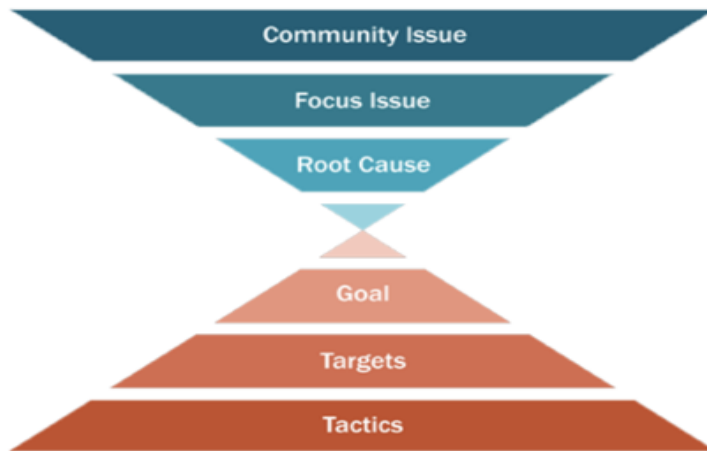 Community Issue
Focus Issue
Root Cause
Goal
Targets
Tactics